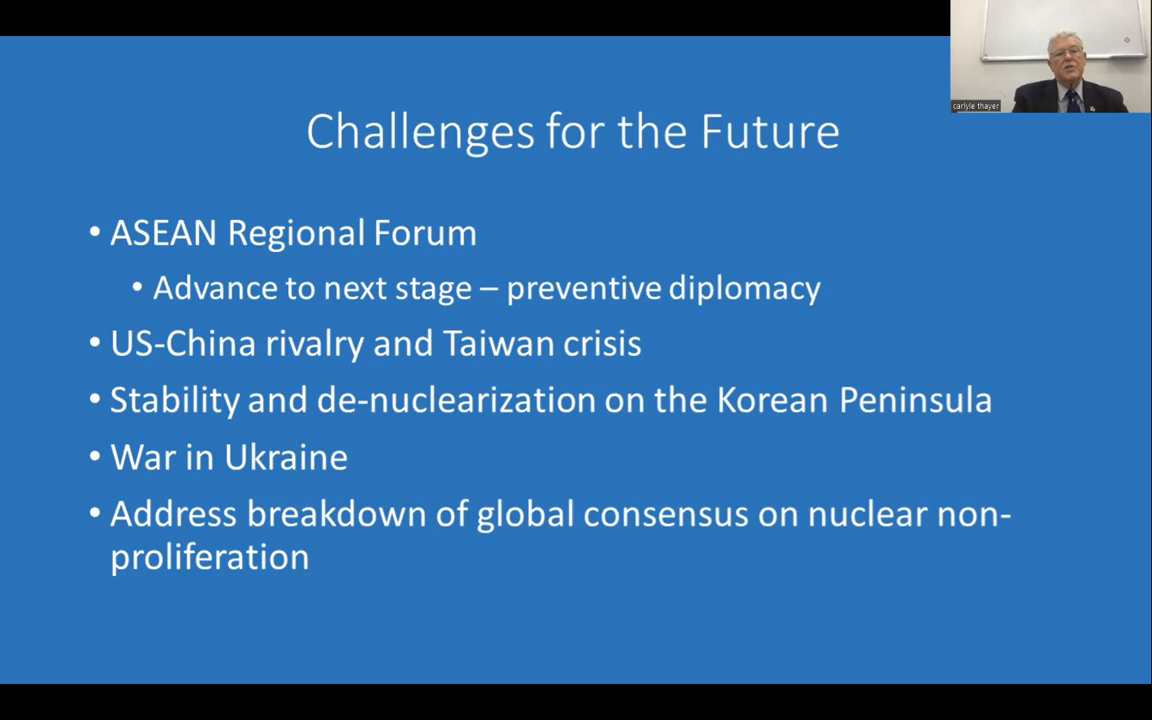 carlyle thayer
Challenges for the Future
• ASEAN Regional Forum
• Advance to next stage – preventive diplomacy
• US-China rivalry and Taiwan crisis
• Stability and de-nuclearization on the Korean Peninsula
• War in Ukraine
• Address breakdown of global consensus on nuclear non-
proliferation